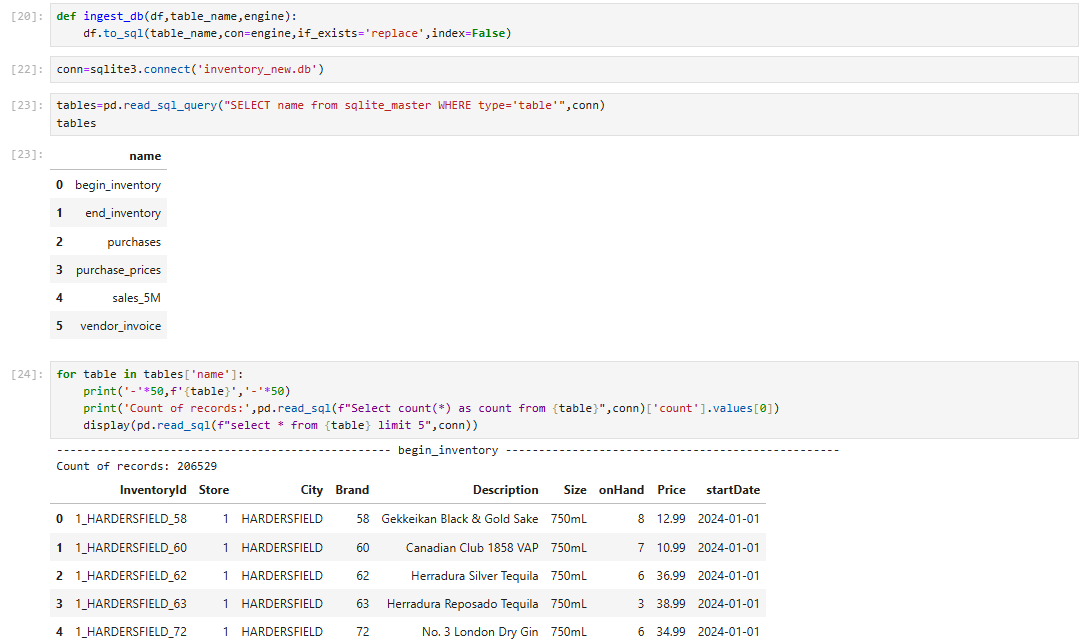 [20]: def ingest_db(df,table_name,engine):
    df.to_sql(table_name,con=engine,if_exists='replace',index=False)
[22]: conn=sqlite3.connect('inventory_new.db')
[23]: tables=pd.read_sql_query("SELECT name from sqlite_master WHERE type='table'",conn)
tables
[23]: name
0 begin_inventory
1 end_inventory
2 purchases
3 purchase_prices
4 sales_5M
5 vendor_invoice
[24]: for table in tables['name']:
    print('-'*50,f'{table}','-'*50)
    print('Count of records:',pd.read_sql(f"Select count(*) as count from {table}",conn)['count'].values[0])
    display(pd.read_sql(f"select * from {table} limit 5",conn))
-------------------------------------------------- begin_inventory --------------------------------------------------
Count of records: 206529
InventoryId Store City Brand Description Size onHand Price startDate
0 1_HARDERSFIELD_58 1 HARDERSFIELD 58 Gekkeikan Black & Gold Sake 750mL 8 12.99 2024-01-01
1 1_HARDERSFIELD_60 1 HARDERSFIELD 60 Canadian Club 1858 VAP 750mL 7 10.99 2024-01-01
2 1_HARDERSFIELD_62 1 HARDERSFIELD 62 Herradura Silver Tequila 750mL 6 36.99 2024-01-01
3 1_HARDERSFIELD_63 1 HARDERSFIELD 63 Herradura Reposado Tequila 750mL 3 38.99 2024-01-01
4 1_HARDERSFIELD_72 1 HARDERSFIELD 72 No. 3 London Dry Gin 750mL 6 34.99 2024-01-01